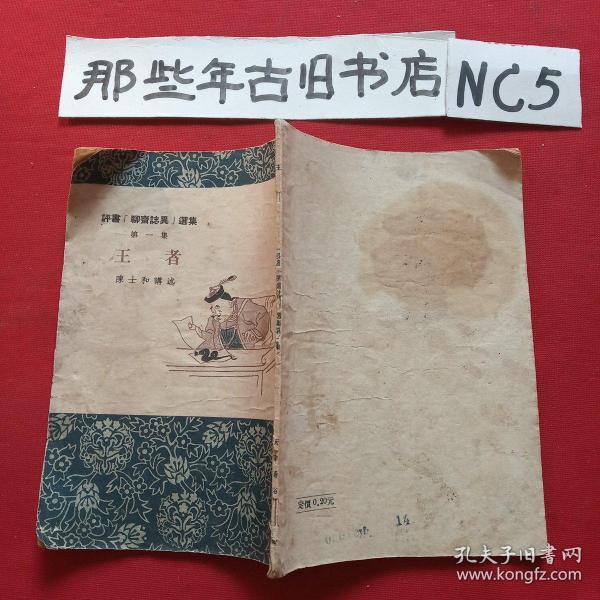 那些年古旧书店
NC5
評書「聊齋誌異」選集
第一集
王者
陳士和講述
定價0.20元
14
孔夫子旧书网
www.kongfz.com